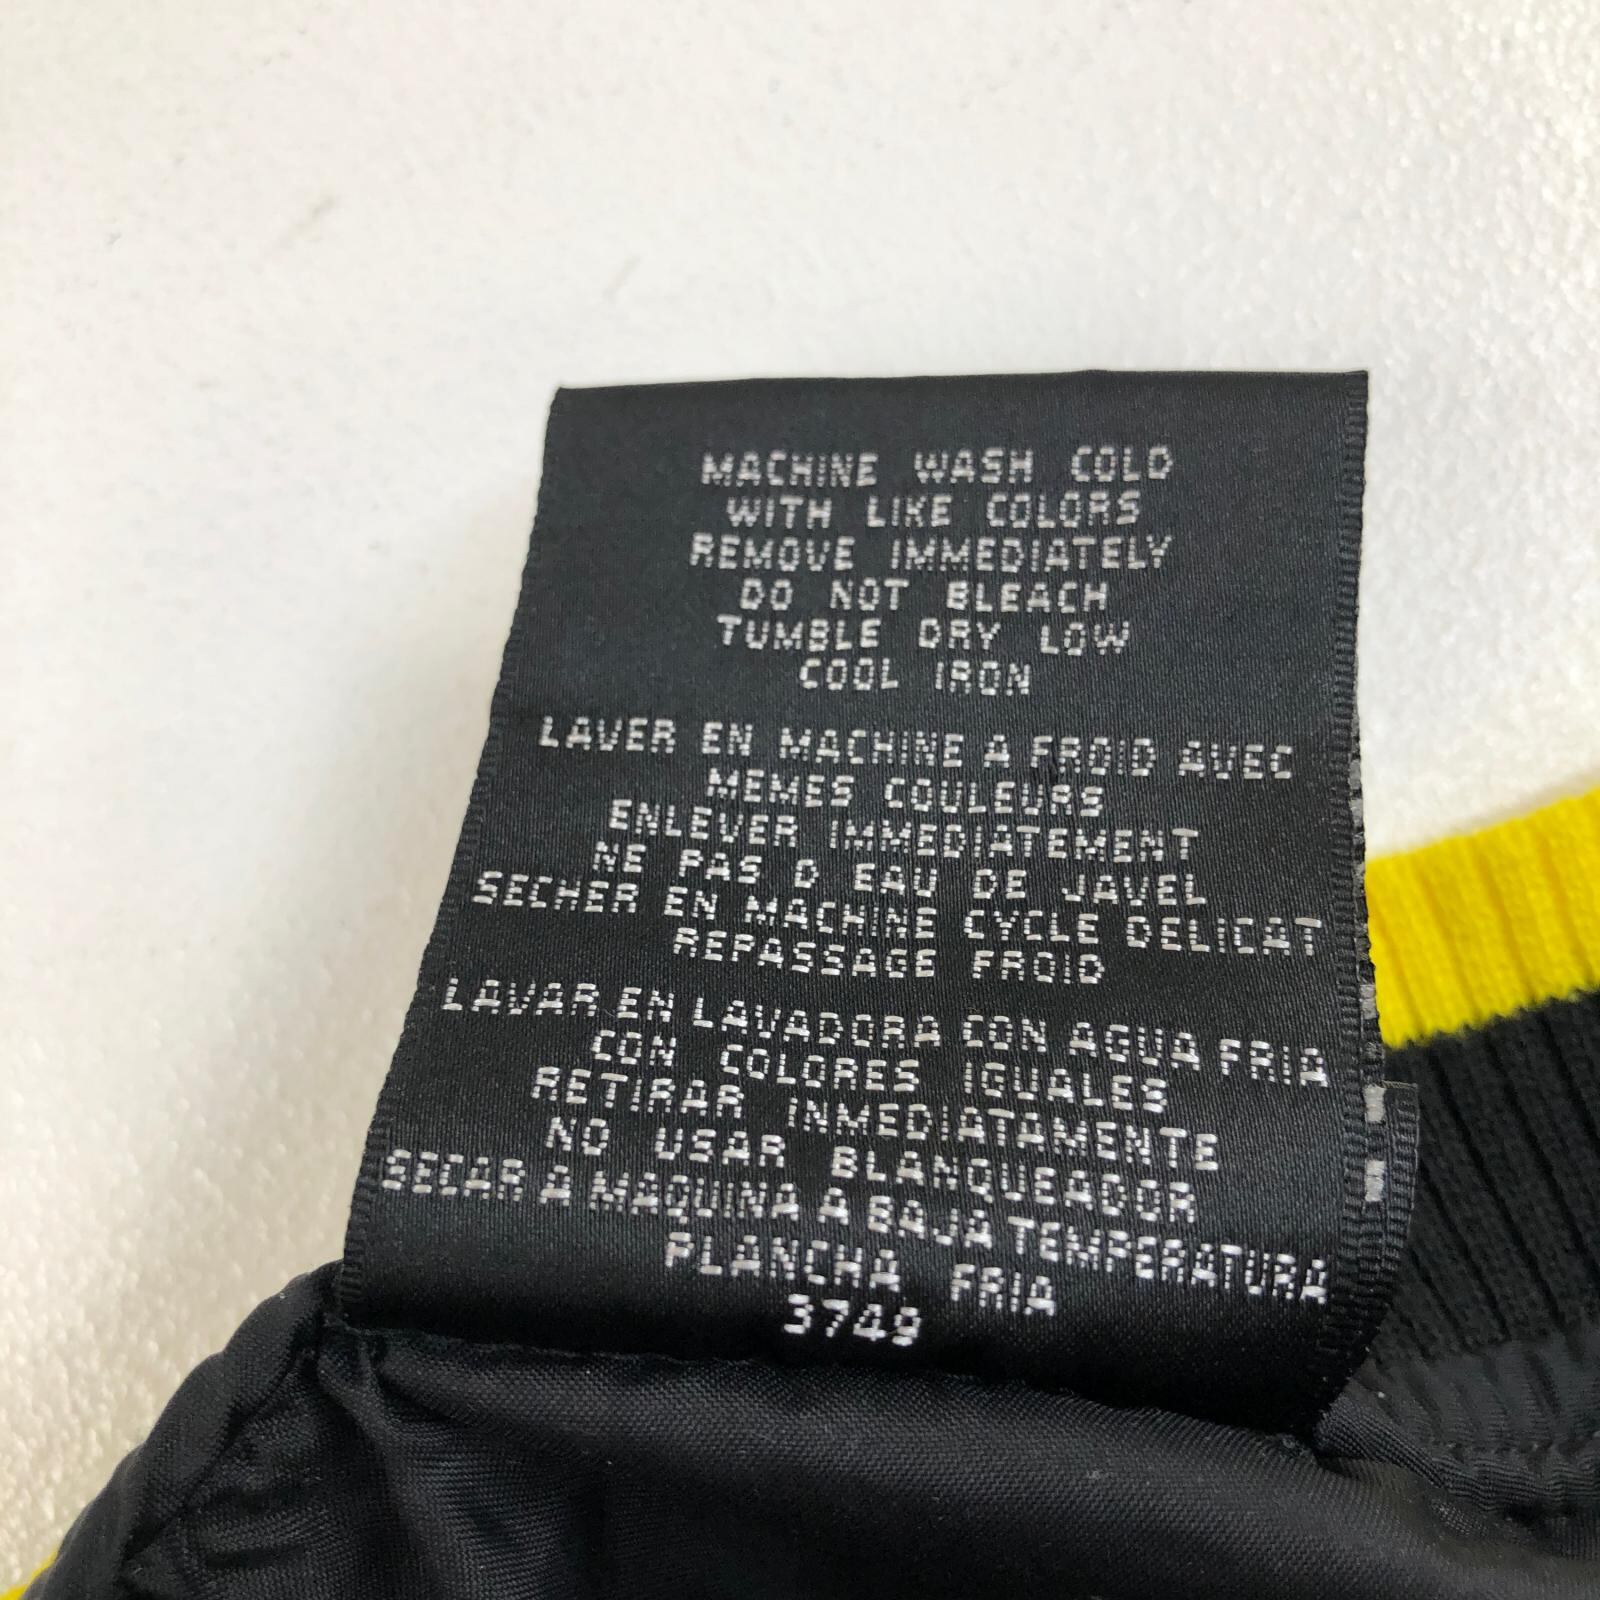 MACHINE WASH COLD
WITH LIKE COLORS
REMOVE IMMEDIATELY
DO NOT BLEACH
TUMBLE DRY LOW
COOL IRON
LAVER EN MACHINE A FROID AVEC
MEMES COULEURS
ENLEVER IMMEDIATEMENT
NE PAS D EAU DE JAVEL
SECHER EN MACHINE CYCLE DELICAT
REPASSAGE FROID
LAVAR EN LAVADORA CON AGUA FRIA
CON COLORES IGUALES
RETIRAR INMEDIATAMENTE
NO USAR BLANQUEADOR
SECAR A MAQUINA A BAJA TEMPERATURA
PLANCHA FRIA
3749